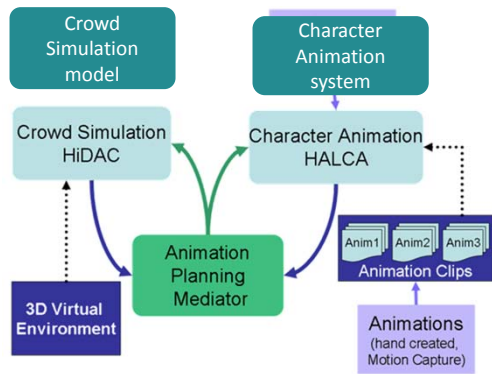 Crowd
Simulation
model
Character
Animation
system
Crowd Simulation
HiDAC
Character Animation
HALCA
Animation
Planning
Mediator
Anim1 Anim2 Anim3
Animation Clips
3D Virtual
Environment
Animations
(hand created,
Motion Capture)